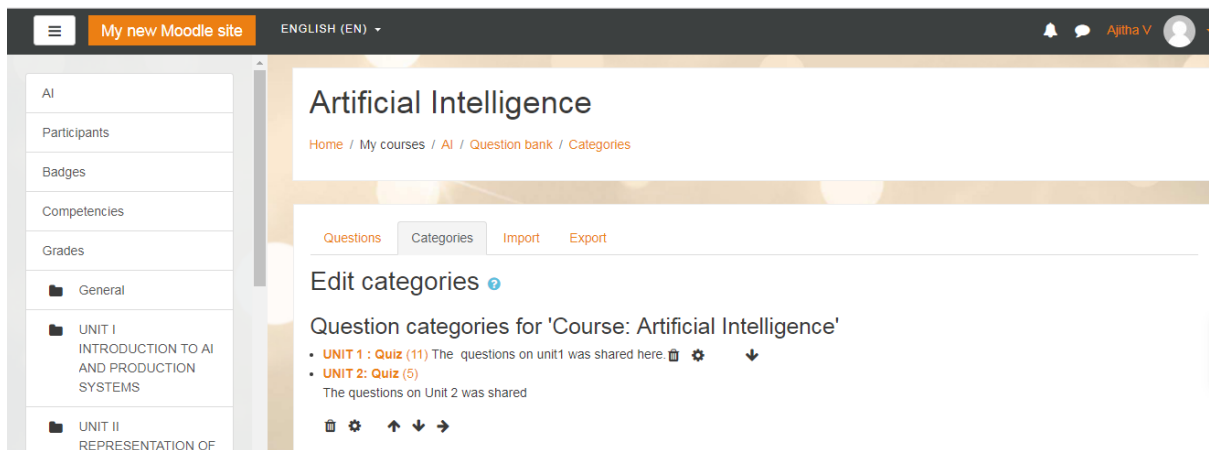 My new Moodle site
ENGLISH (EN)
Ajitha V
AI
Participants
Badges
Competencies
Grades
General
UNIT I
INTRODUCTION TO AI
AND PRODUCTION
SYSTEMS
UNIT II
REPRESENTATION OF
Artificial Intelligence
Home / My courses / AI / Question bank / Categories
Questions Categories Import Export
Edit categories
Question categories for 'Course: Artificial Intelligence'
• UNIT 1 : Quiz (11) The questions on unit1 was shared here.
• UNIT 2: Quiz (5)
The questions on Unit 2 was shared